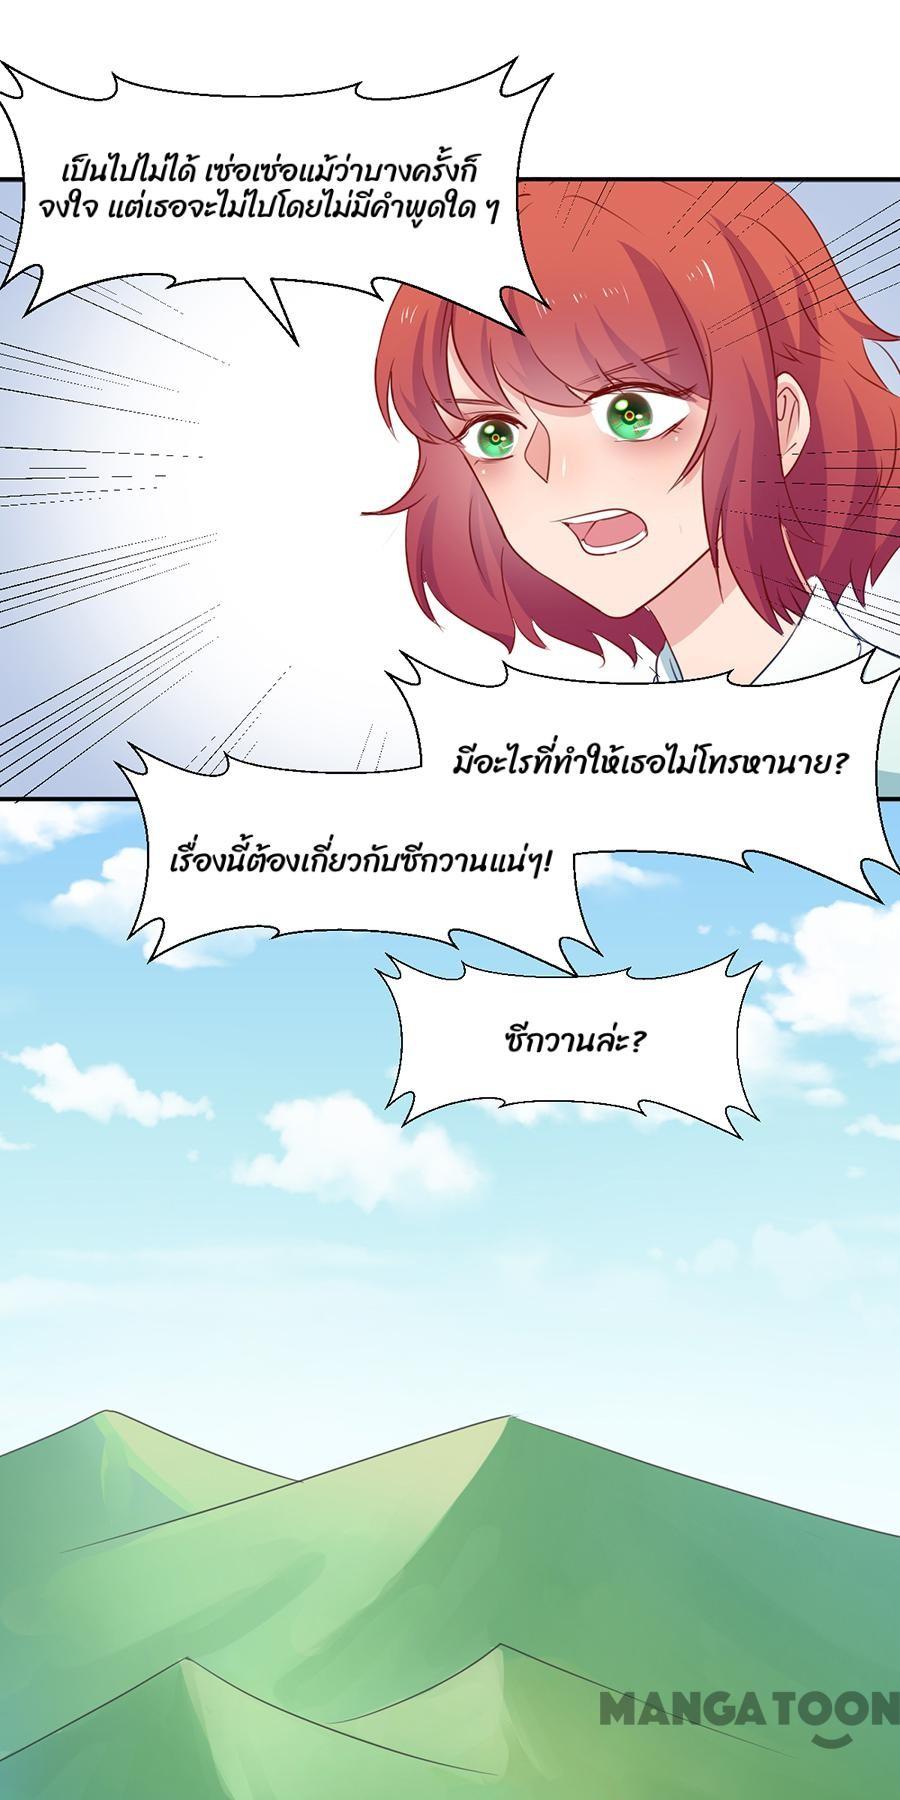 เป็นไปไม่ได้ เซ่อเซ่อแม้ว่าบางครั้งก็
จงใจ แต่เธอจะไม่ไปโดยไม่มีคำพูดใด ๆ
มีอะไรที่ทำให้เธอไม่โทรหานาย?
เรื่องนี้ต้องเกี่ยวกับซีกวานแน่ๆ!
ซีกวานล่ะ?
MANGATOON